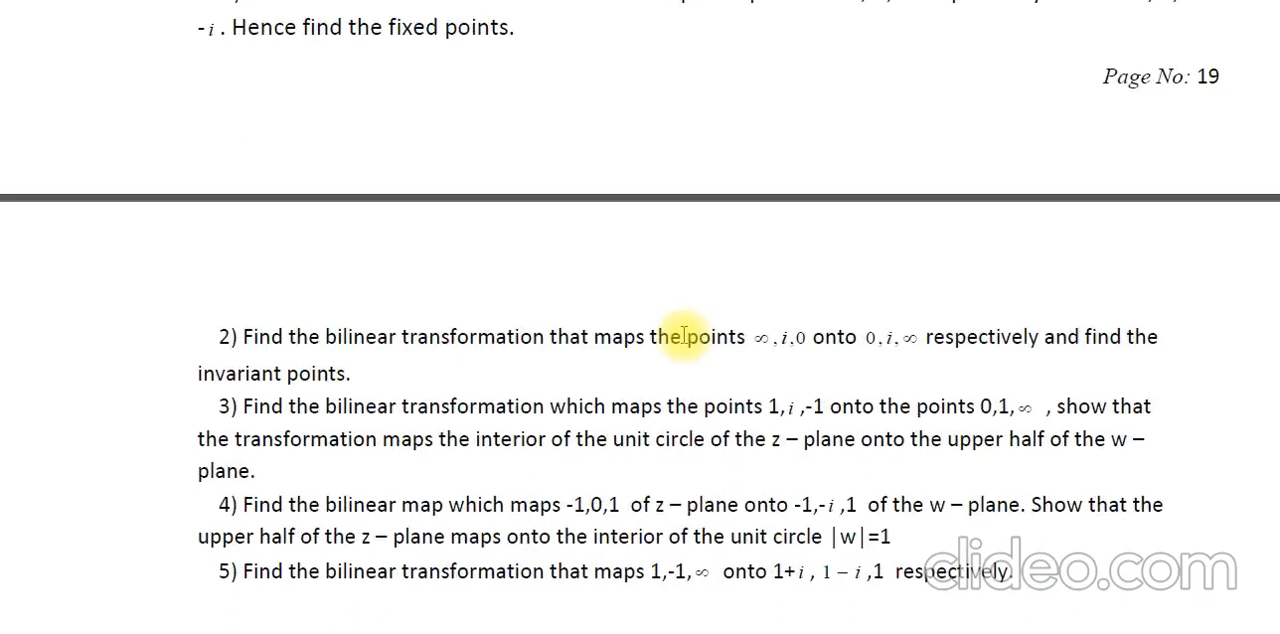 -i . Hence find the fixed points.
Page No: 19
2) Find the bilinear transformation that maps the points ∞,i,0 onto 0,i,∞ respectively and find the
invariant points.
3) Find the bilinear transformation which maps the points 1,i ,-1 onto the points 0,1,∞ , show that
the transformation maps the interior of the unit circle of the z – plane onto the upper half of the w –
plane.
4) Find the bilinear map which maps -1,0,1 of z – plane onto -1,-i ,1 of the w – plane. Show that the
upper half of the z – plane maps onto the interior of the unit circle |w|=1
5) Find the bilinear transformation that maps 1,-1,∞ onto 1+i , 1 – i ,1 respectively.
clideo.com